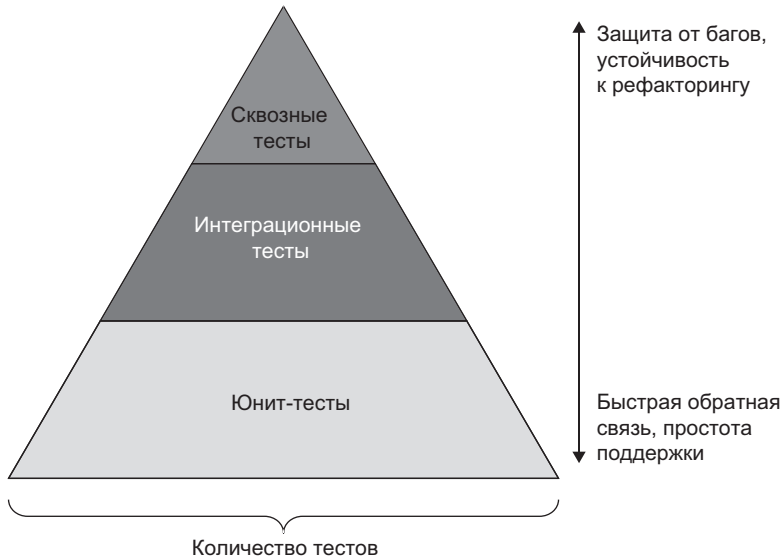 Защита от багов,
устойчивость
к рефакторингу
Сквозные
тесты
Интеграционные
тесты
Юнит-тесты
Быстрая обратная
связь, простота
поддержки
Количество тестов